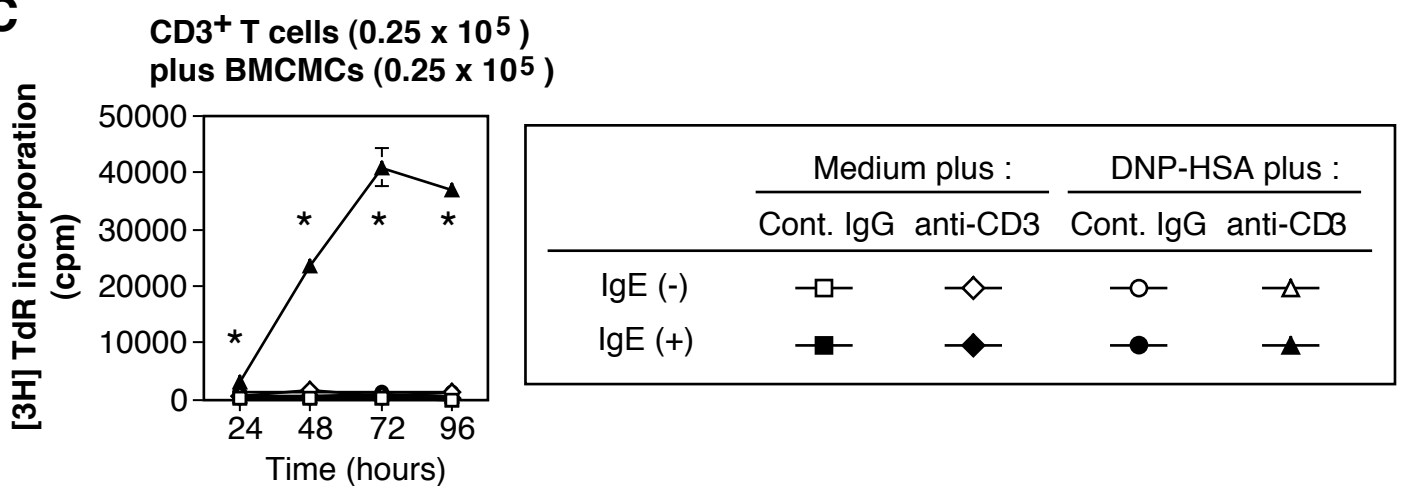 C
CD3+ T cells (0.25 x 10^5 )
plus BMCMCs (0.25 x 10^5 )
[3H] TdR incorporation
(cpm)
50000
40000
30000
20000
10000
0
* * * *
24 48 72 96
Time (hours)
Medium plus : DNP-HSA plus :
Cont. IgG anti-CD3 Cont. IgG anti-CD3
IgE (-)
IgE (+)